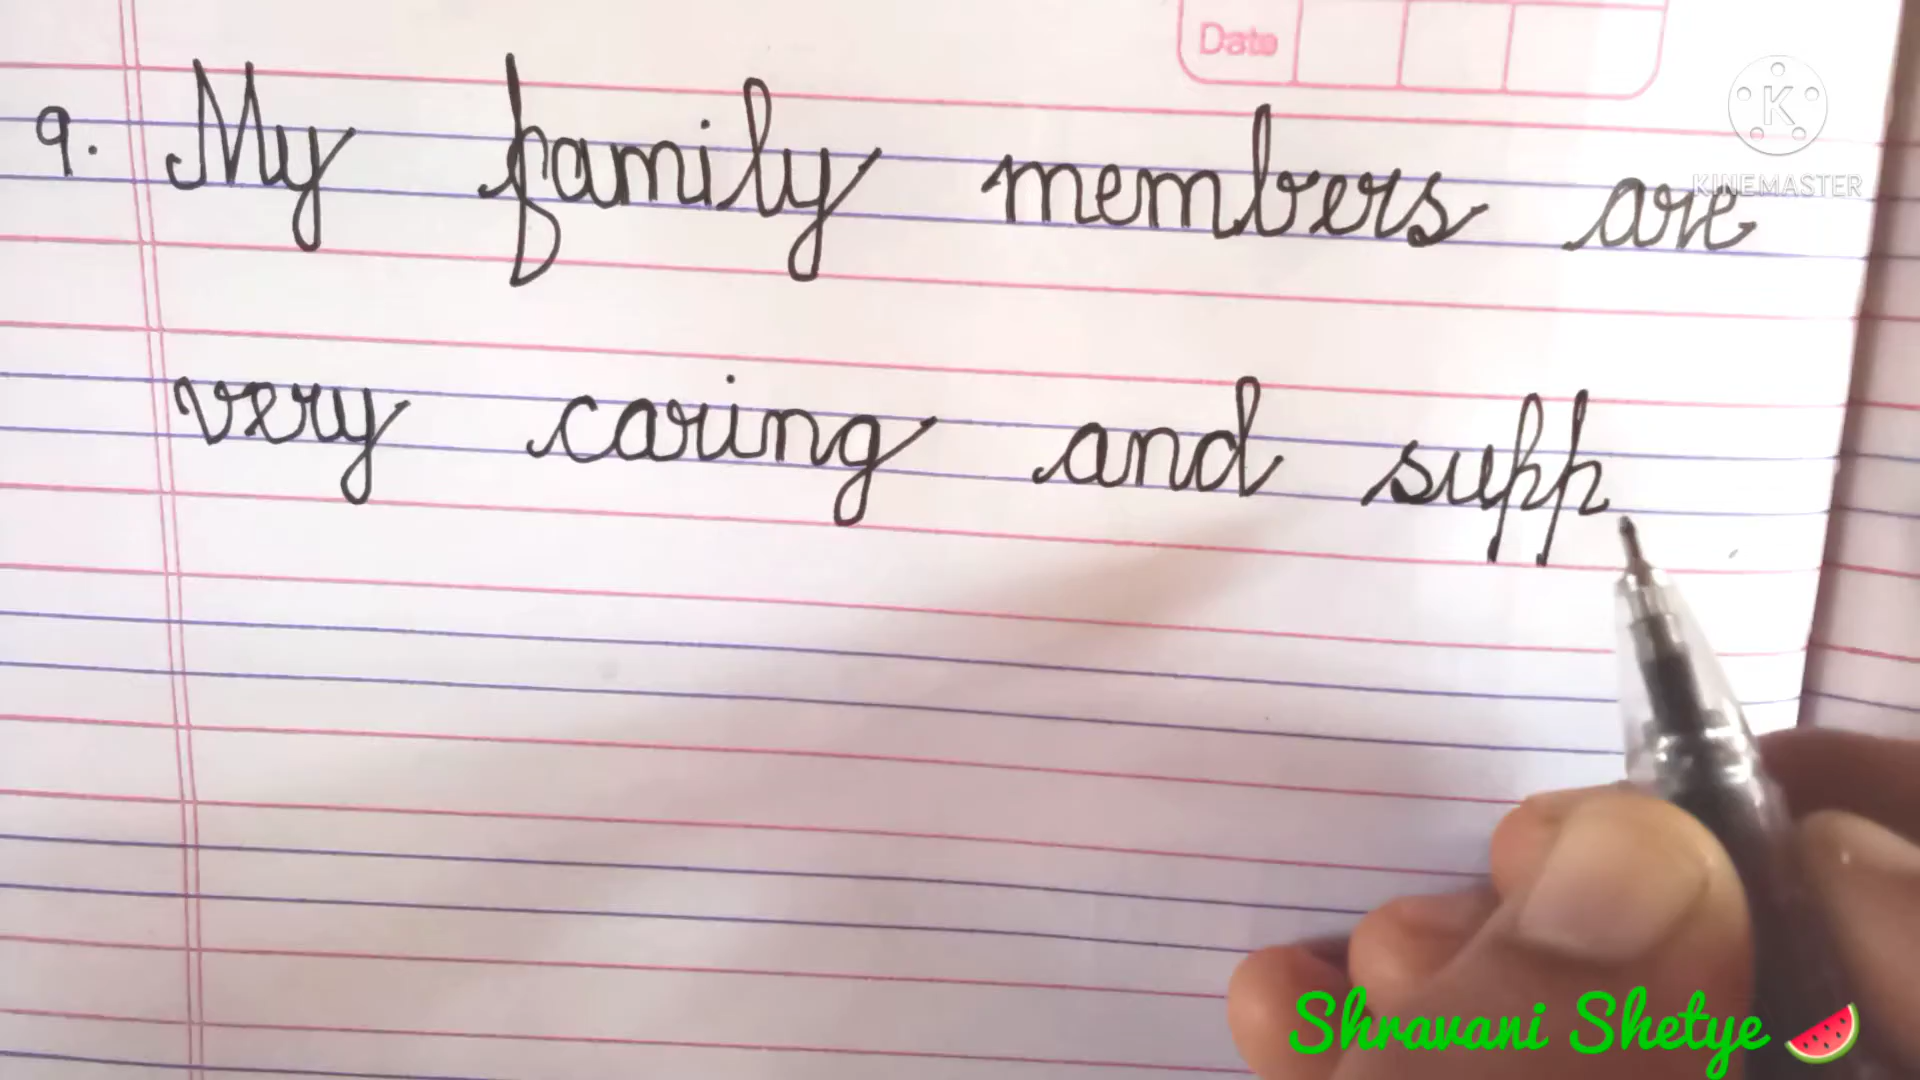 Date
9. My family members are
KINEMASTER
very caring and supp
Shravani Shetye